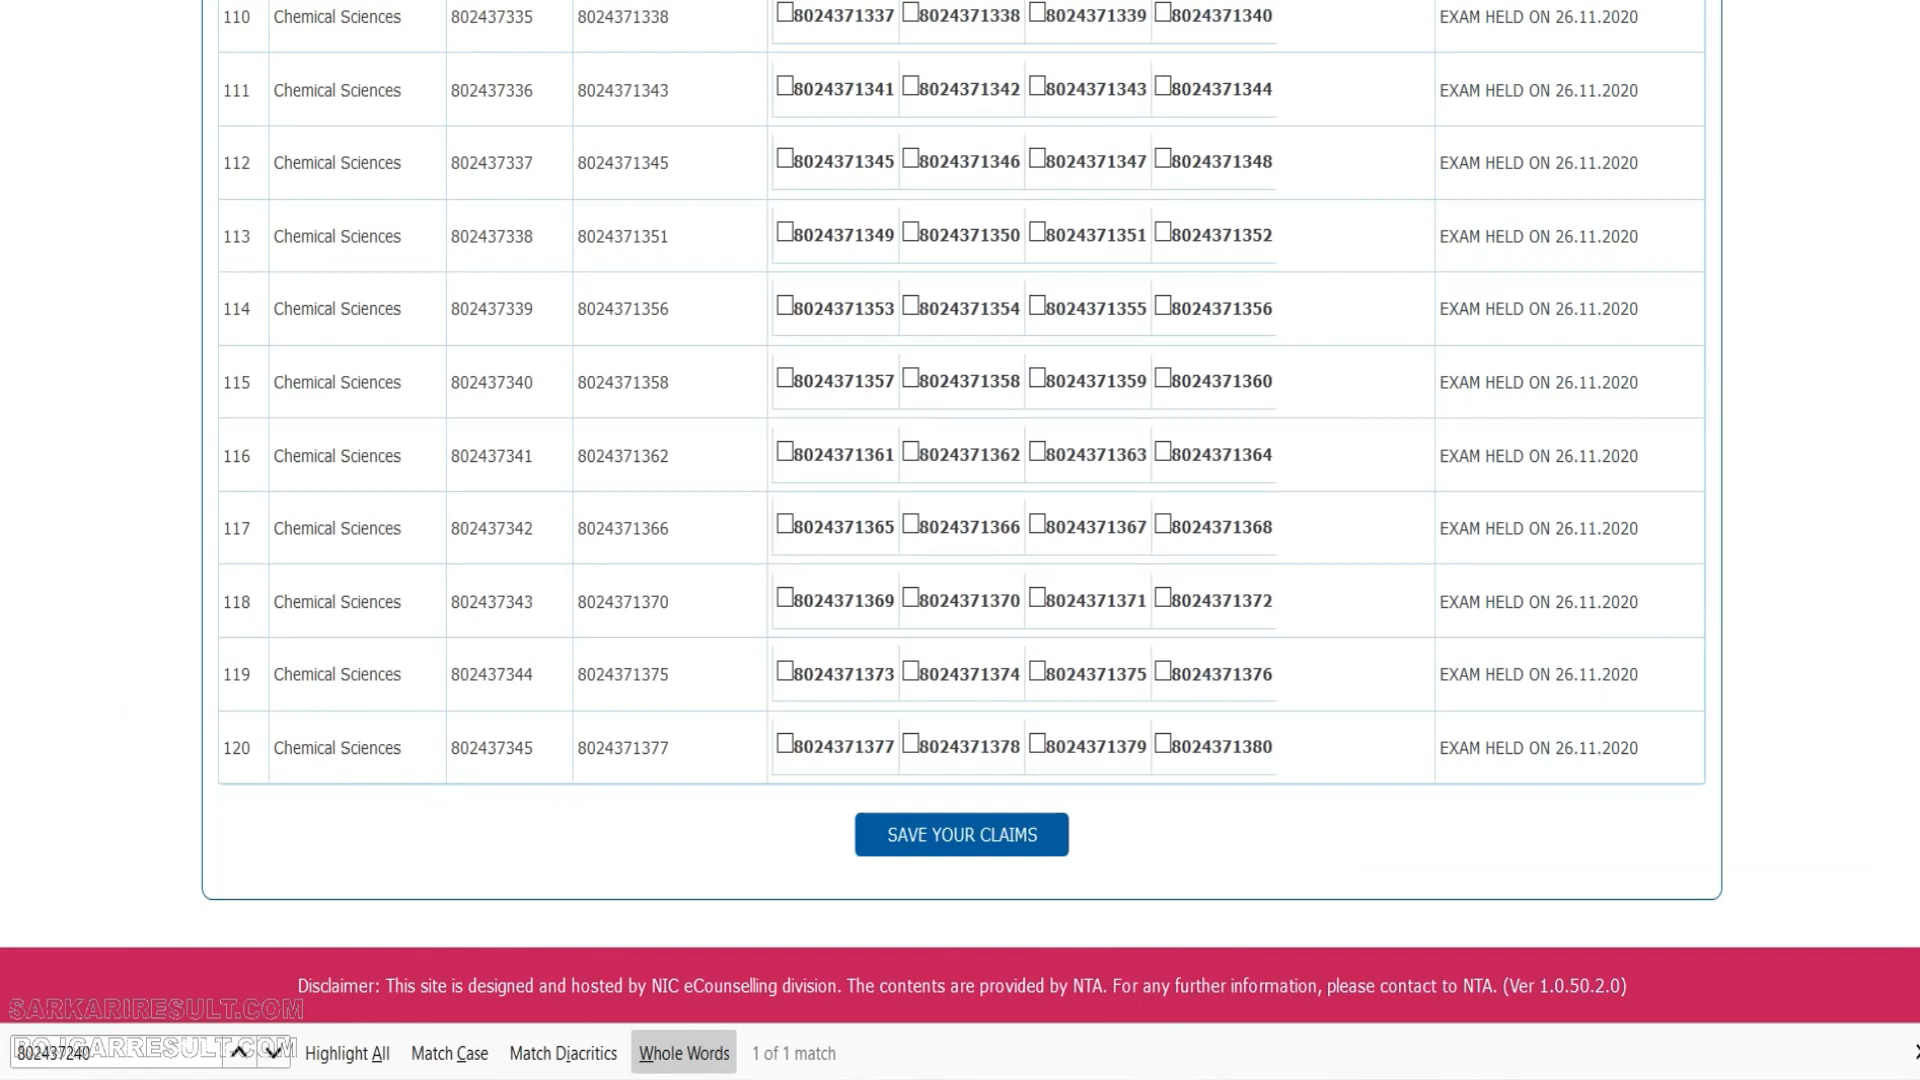 110 Chemical Sciences 802437335 8024371338 8024371337 8024371338 8024371339 8024371340 EXAM HELD ON 26.11.2020
111 Chemical Sciences 802437336 8024371343 8024371341 8024371342 8024371343 8024371344 EXAM HELD ON 26.11.2020
112 Chemical Sciences 802437337 8024371345 8024371345 8024371346 8024371347 8024371348 EXAM HELD ON 26.11.2020
113 Chemical Sciences 802437338 8024371351 8024371349 8024371350 8024371351 8024371352 EXAM HELD ON 26.11.2020
114 Chemical Sciences 802437339 8024371356 8024371353 8024371354 8024371355 8024371356 EXAM HELD ON 26.11.2020
115 Chemical Sciences 802437340 8024371358 8024371357 8024371358 8024371359 8024371360 EXAM HELD ON 26.11.2020
116 Chemical Sciences 802437341 8024371362 8024371361 8024371362 8024371363 8024371364 EXAM HELD ON 26.11.2020
117 Chemical Sciences 802437342 8024371366 8024371365 8024371366 8024371367 8024371368 EXAM HELD ON 26.11.2020
118 Chemical Sciences 802437343 8024371370 8024371369 8024371370 8024371371 8024371372 EXAM HELD ON 26.11.2020
119 Chemical Sciences 802437344 8024371375 8024371373 8024371374 8024371375 8024371376 EXAM HELD ON 26.11.2020
120 Chemical Sciences 802437345 8024371377 8024371377 8024371378 8024371379 8024371380 EXAM HELD ON 26.11.2020
SAVE YOUR CLAIMS
Disclaimer: This site is designed and hosted by NIC eCounselling division. The contents are provided by NTA. For any further information, please contact to NTA. (Ver 1.0.50.2.0)
SARKARIRESULT.COM
ROJGARRESULT.COM
802437240 Highlight All Match Case Match Diacritics Whole Words 1 of 1 match